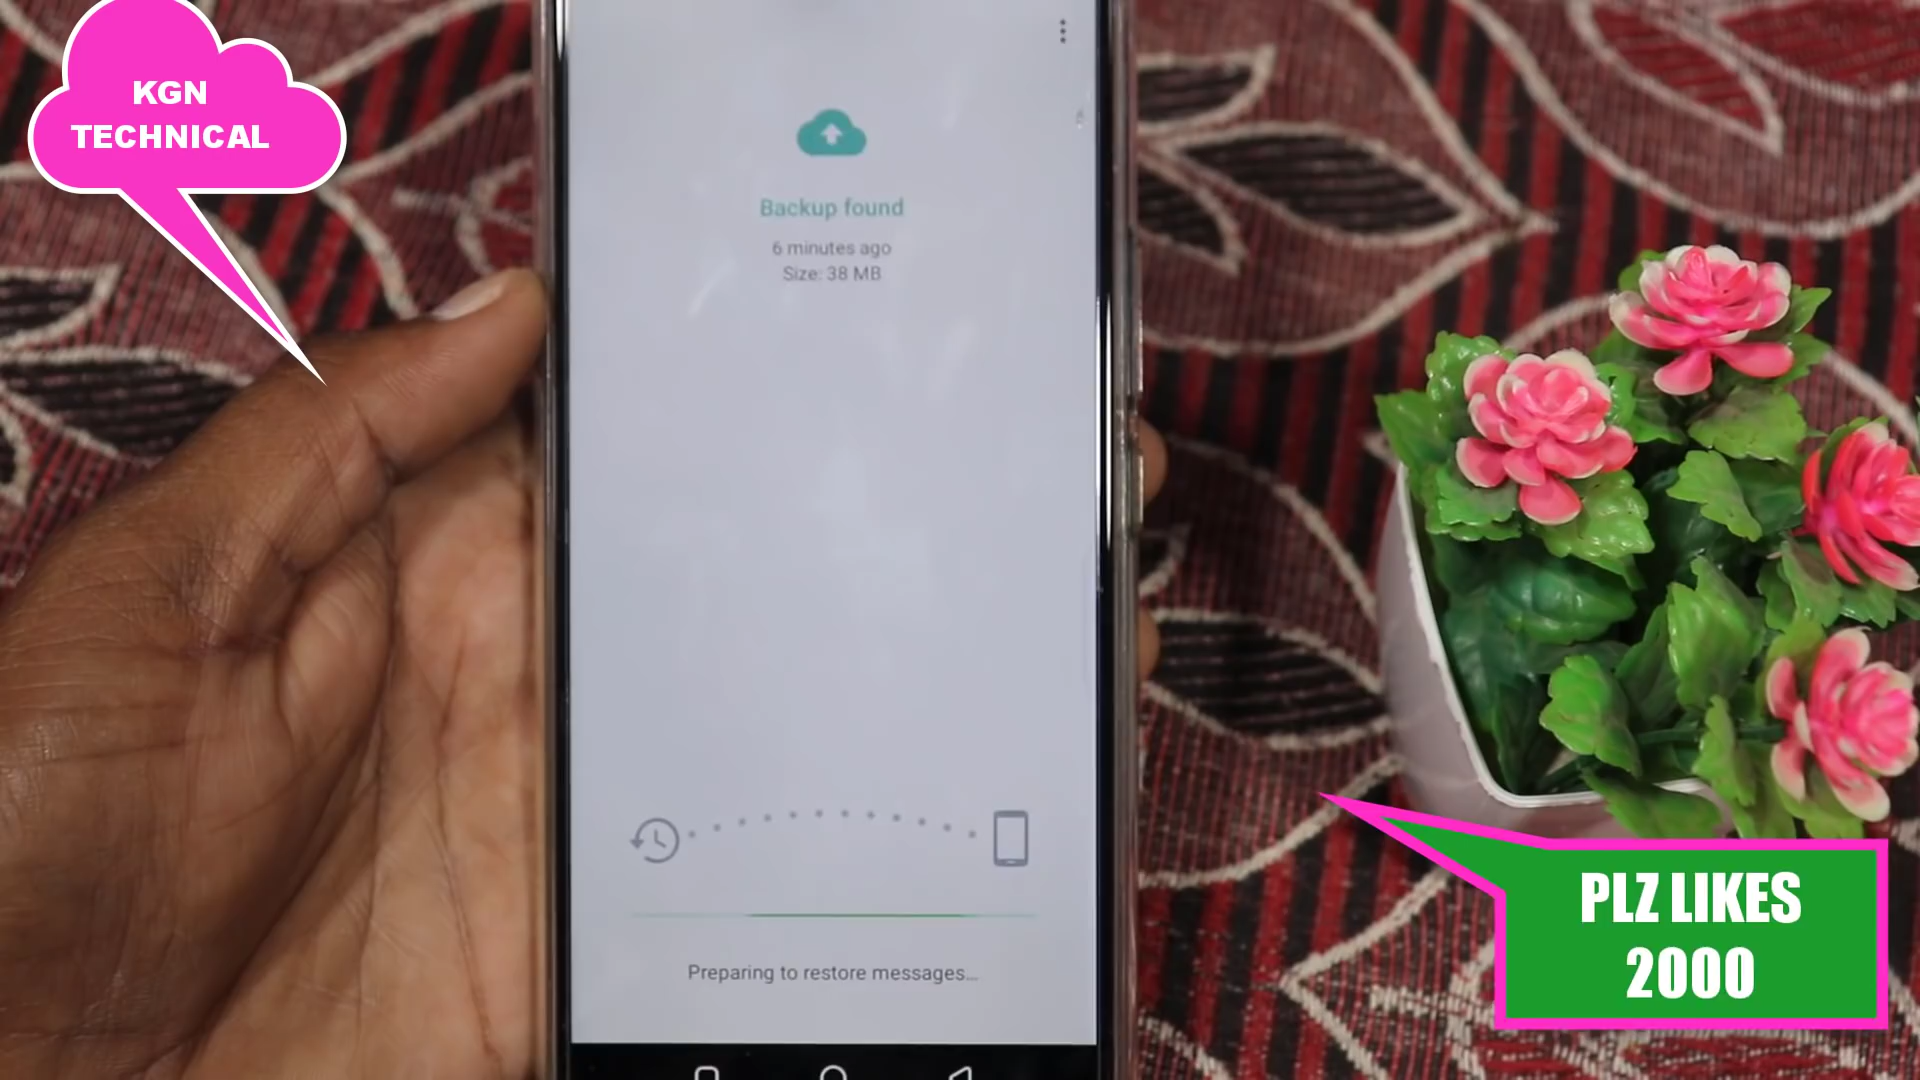 KGN
TECHNICAL
Backup found
6 minutes ago
Size: 38 MB
Preparing to restore messages...
PLZ LIKES
2000